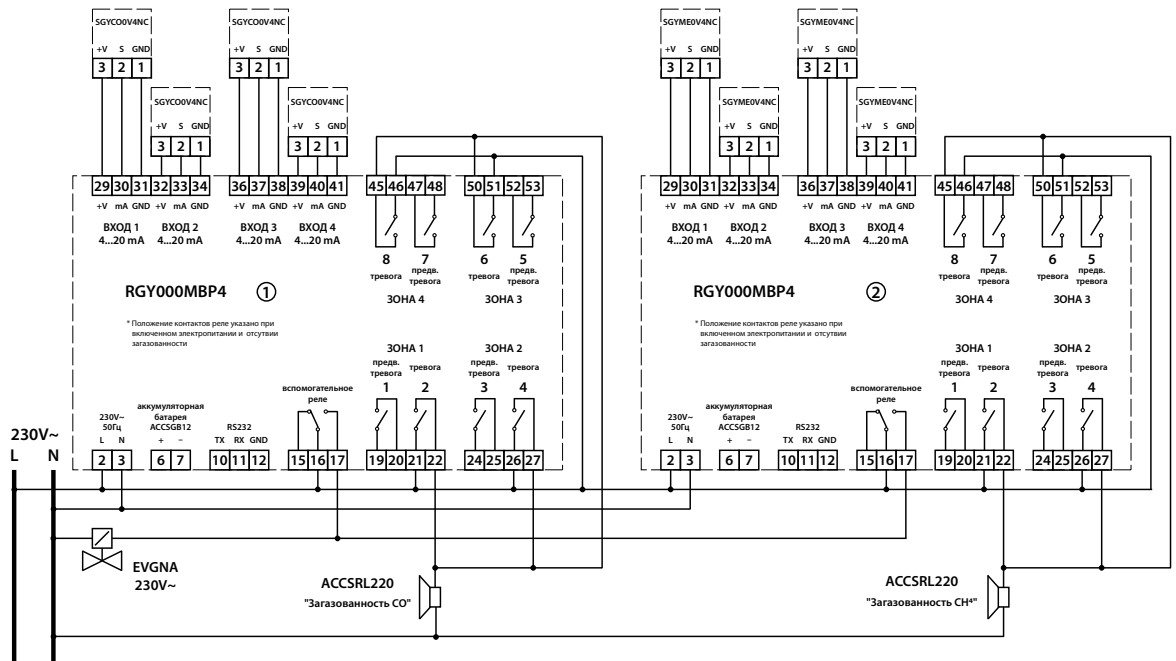 SGYCO0V4NC SGYCO0V4NC SGYME0V4NC SGYME0V4NC
+V S GND +V S GND +V S GND +V S GND
3 2 1 3 2 1 3 2 1 3 2 1
SGYCO0V4NC SGYCO0V4NC SGYME0V4NC SGYME0V4NC
+V S GND +V S GND +V S GND +V S GND
3 2 1 3 2 1 3 2 1 3 2 1
29 30 31 32 33 34 36 37 38 39 40 41 45 46 47 48 50 51 52 53 29 30 31 32 33 34 36 37 38 39 40 41 45 46 47 48 50 51 52 53
+V mA GND +V mA GND +V mA GND +V mA GND +V mA GND +V mA GND +V mA GND +V mA GND
ВХОД 1 ВХОД 2 ВХОД 3 ВХОД 4 ВХОД 1 ВХОД 2 ВХОД 3 ВХОД 4
4...20 mA 4...20 mA 4...20 mA 4...20 mA 4...20 mA 4...20 mA 4...20 mA 4...20 mA
8 7 6 5 8 7 6 5
тревога предв. тревога тревога предв. тревога тревога предв. тревога тревога предв. тревога
ЗОНА 4 ЗОНА 3 ЗОНА 4 ЗОНА 3
RGY000MBP4 1 RGY000MBP4 2
* Положение контактов реле указано при
включенном электропитании и отсутвии
загазованности
* Положение контактов реле указано при
включенном электропитании и отсутвии
загазованности
ЗОНА 1 ЗОНА 2 ЗОНА 1 ЗОНА 2
предв. тревога тревога предв. тревога тревога предв. тревога тревога предв. тревога тревога
1 2 3 4 1 2 3 4
230V~
50Гц
L N
аккумуляторная
батарея
ACCSGB12
+ –
RS232
TX RX GND
вспомогательное
реле
230V~
50Гц
L N
аккумуляторная
батарея
ACCSGB12
+ –
RS232
TX RX GND
вспомогательное
реле
230V~
L N
2 3 6 7 10 11 12 15 16 17 19 20 21 22 24 25 26 27 2 3 6 7 10 11 12 15 16 17 19 20 21 22 24 25 26 27
EVGNA
230V~
ACCSRL220
"Загазованность CO"
ACCSRL220
"Загазованность CH⁴"